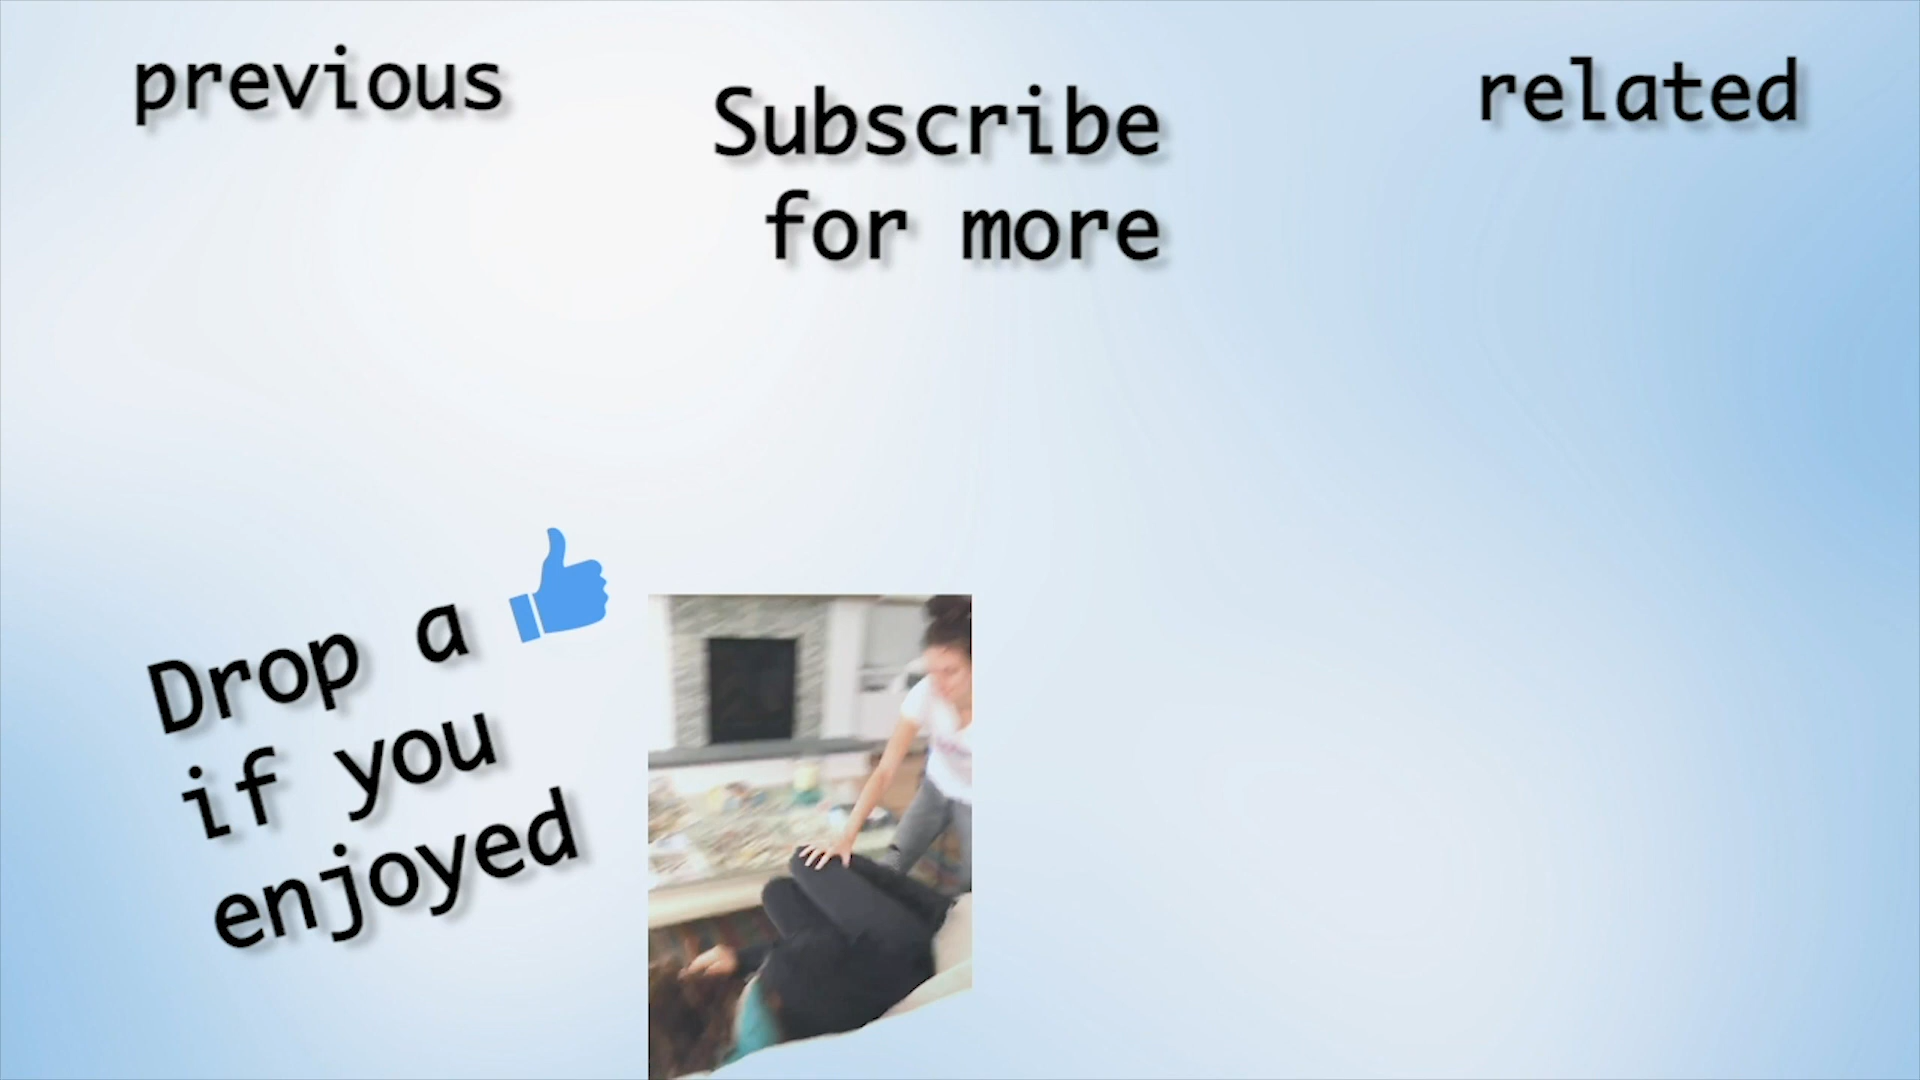 previous
Subscribe
for more
related
Drop a
if you
enjoyed